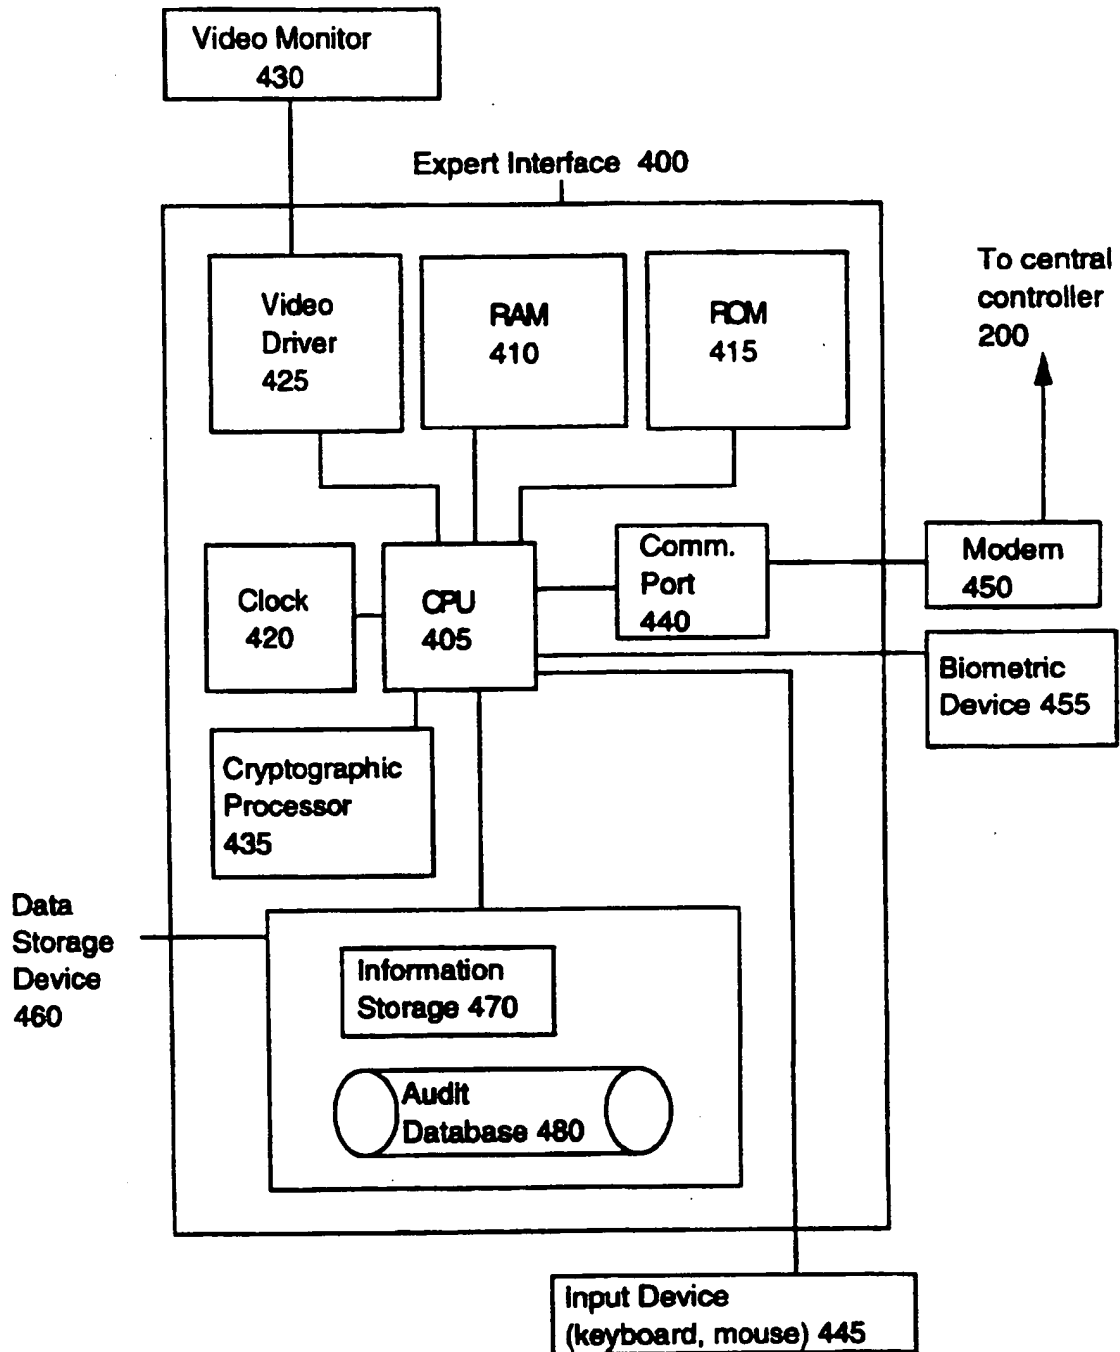 Video Monitor
430
Expert Interface 400
To central
controller
200
Video
Driver
425
RAM
410
ROM
415
Clock
420
CPU
405
Comm.
Port
440
Modem
450
Biometric
Device 455
Cryptographic
Processor
435
Data
Storage
Device
460
Information
Storage 470
Audit
Database 480
Input Device
(keyboard, mouse) 445